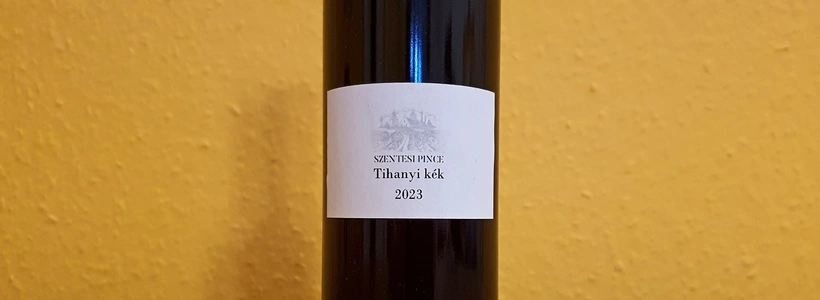 SZENTESI PINCE
Tihanyi kék
2023